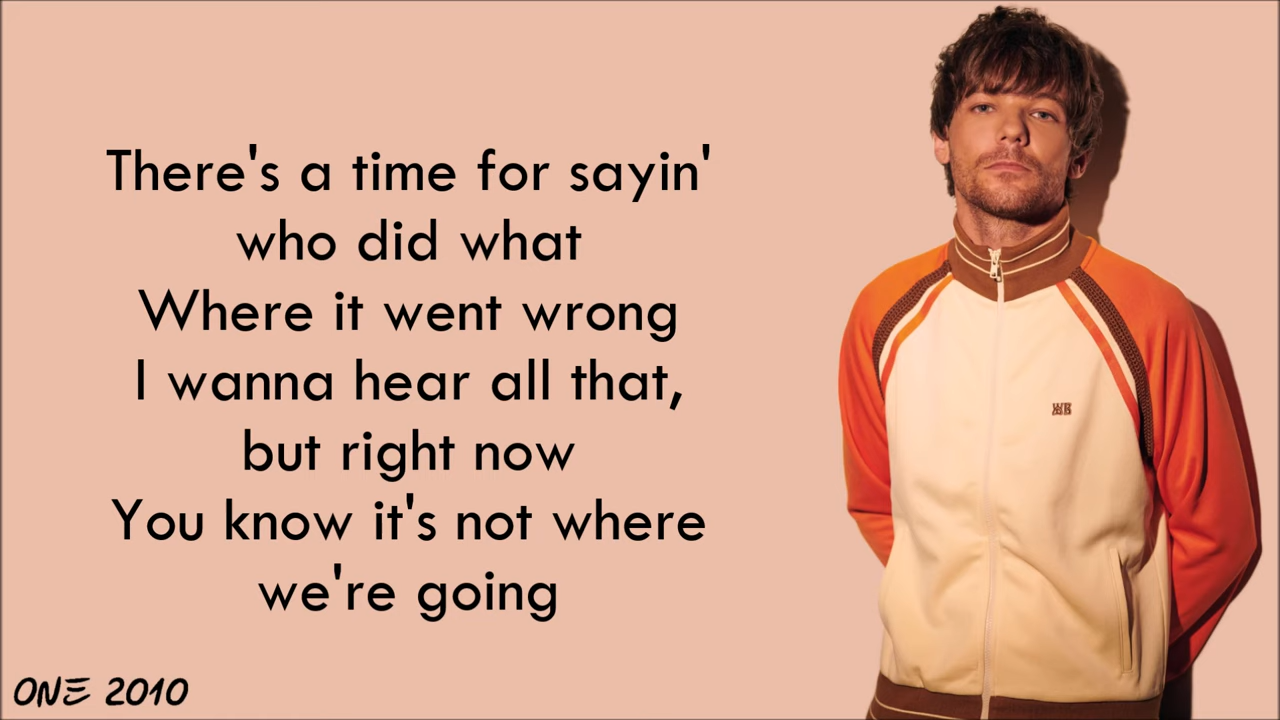 There's a time for sayin'
who did what
Where it went wrong
I wanna hear all that,
but right now
You know it's not where
we're going
ONE 2010